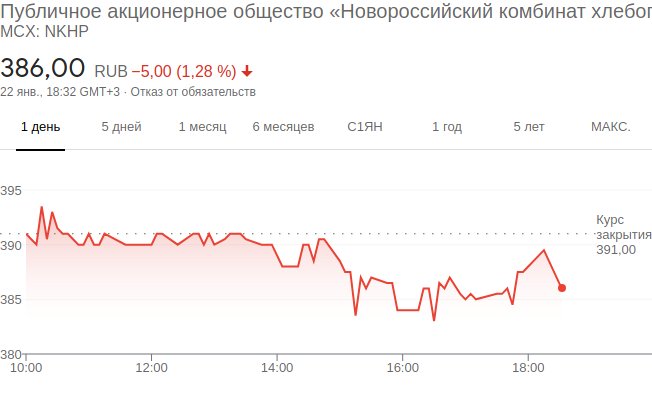 Публичное акционерное общество «Новороссийский комбинат
MCX: NKHP
386,00 RUB −5,00 (1,28 %)
22 янв., 18:32 GMT+3 · Отказ от обязательств
1 день 5 дней 1 месяц 6 месяцев С1ЯН 1 год 5 лет МАКС.
395
Курс
закрытия
391,00
390
385
380
10:00 12:00 14:00 16:00 18:00